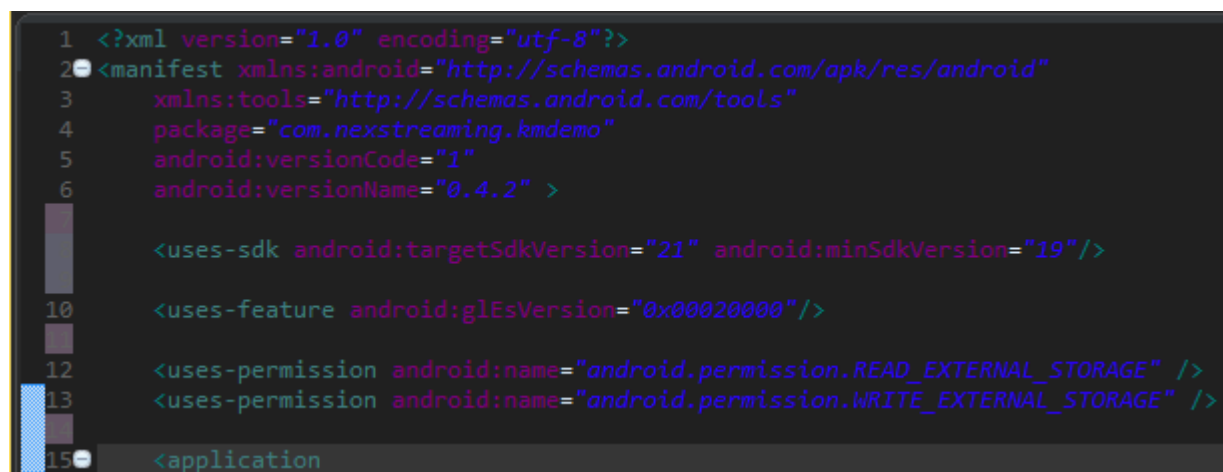 1 <?xml version="1.0" encoding="utf-8"?>
2 <manifest xmlns:android="http://schemas.android.com/apk/res/android"
3 xmlns:tools="http://schemas.android.com/tools"
4 package="com.nexstreaming.kmdemo"
5 android:versionCode="1"
6 android:versionName="0.4.2" >
7
<uses-sdk android:targetSdkVersion="21" android:minSdkVersion="19"/>
10 <uses-feature android:glEsVersion="0x00020000"/>
11
12 <uses-permission android:name="android.permission.READ_EXTERNAL_STORAGE" />
13 <uses-permission android:name="android.permission.WRITE_EXTERNAL_STORAGE" />
14
15 <application